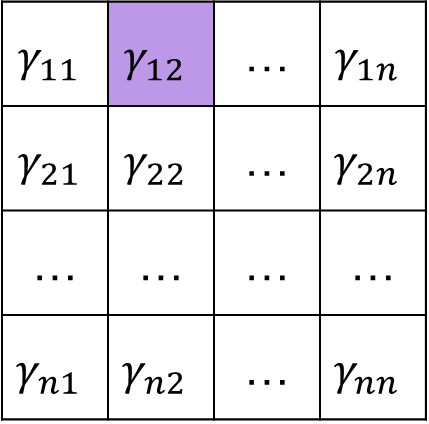 γ₁₁ γ₁₂ … γ₁ₙ
γ₂₁ γ₂₂ … γ₂ₙ
… … … …
γₙ₁ γₙ₂ … γₙₙ